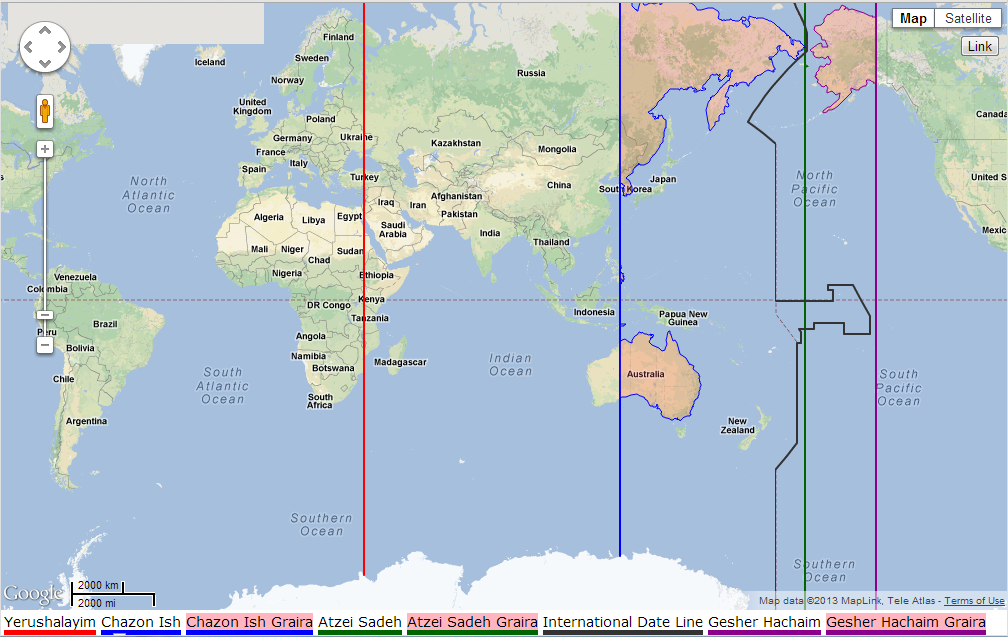 Map Satellite
Link
Iceland
Finland
Sweden
Norway
Russia
United
Kingdom
Poland
Germany
Ukraine
France
Italy
Spain
Turkey
Kazakhstan
Mongolia
China
South Korea
Japan
Canada
United S
Mexic
North
Atlantic
Ocean
North
Pacific
Ocean
Algeria
Libya
Egypt
Iraq
Iran
Afghanistan
Pakistan
Saudi
Arabia
India
Thailand
Mali
Niger
Chad
Sudan
Nigeria
Ethiopia
Venezuela
Colombia
DR Congo
Kenya
Tanzania
Indonesia
Papua New
Guinea
Peru
Brazil
Bolivia
Angola
Namibia
Botswana
Madagascar
Chile
Argentina
South
Atlantic
Ocean
South
Africa
Indian
Ocean
Australia
New
Zealand
South
Pacific
Ocean
Southern
Ocean
Southern
Ocean
Google
2000 km
2000 mi
Map data ©2013 MapLink, Tele Atlas - Terms of Use
Yerushalayim Chazon Ish Chazon Ish Graira Atzei Sadeh Atzei Sadeh Graira International Date Line Gesher Hachaim Gesher Hachaim Graira